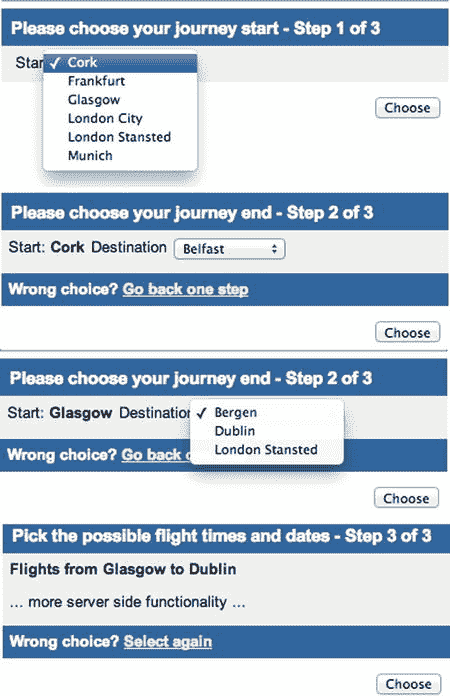 Please choose your journey start - Step 1 of 3
Star ✓ Cork
Frankfurt
Glasgow
London City
London Stansted
Munich
Choose
Please choose your journey end - Step 2 of 3
Start: Cork Destination Belfast
Wrong choice? Go back one step
Choose
Please choose your journey end - Step 2 of 3
Start: Glasgow Destination ✓ Bergen
Dublin
London Stansted
Wrong choice? Go back
Choose
Pick the possible flight times and dates - Step 3 of 3
Flights from Glasgow to Dublin
... more server side functionality ...
Wrong choice? Select again
Choose